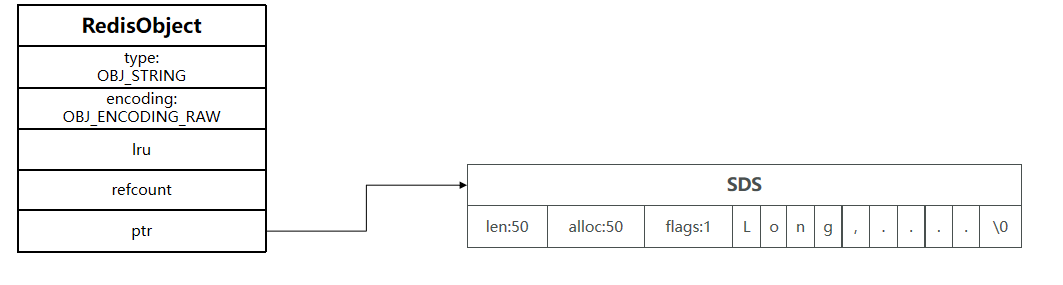 RedisObject
type:
OBJ_STRING
encoding:
OBJ_ENCODING_RAW
lru
refcount
ptr
SDS
len:50 alloc:50 flags:1 L o n g , . . . . \0